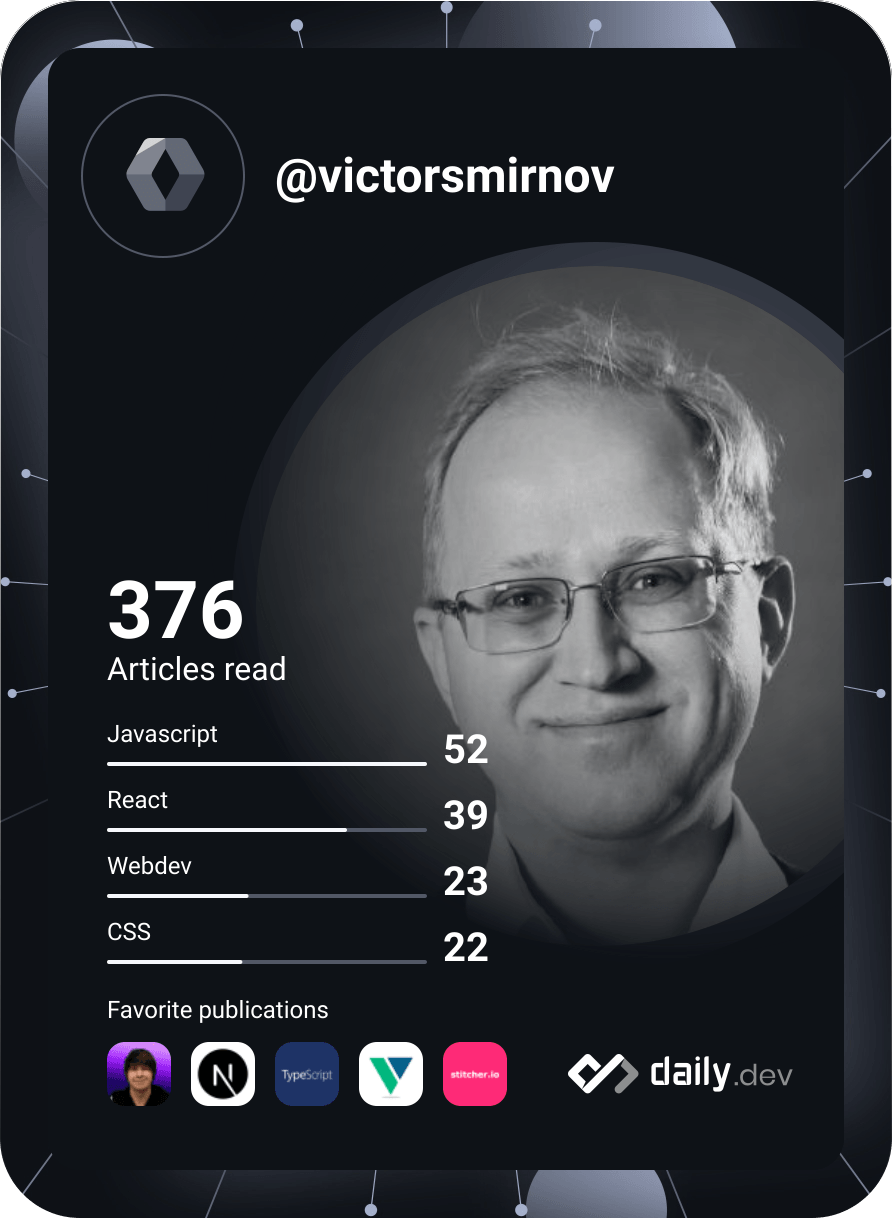 @victorsmirnov
376
Articles read
Javascript
52
React
39
Webdev
23
CSS
22
Favorite publications
N
TypeScript
stitcher.io
daily.dev